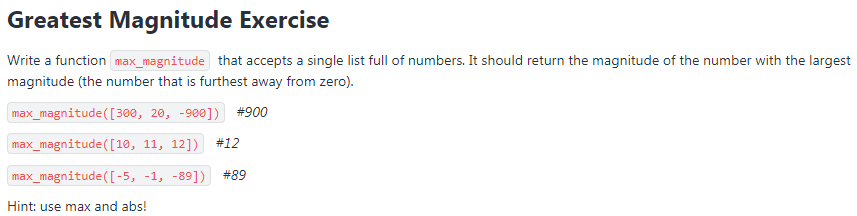 Greatest Magnitude Exercise
Write a function max_magnitude that accepts a single list full of numbers. It should return the magnitude of the number with the largest
magnitude (the number that is furthest away from zero).
max_magnitude([300, 20, -900]) #900
max_magnitude([10, 11, 12]) #12
max_magnitude([-5, -1, -89]) #89
Hint: use max and abs!